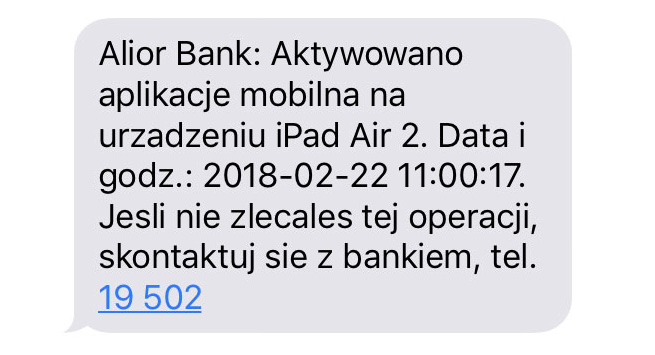 Alior Bank: Aktywowano
aplikacje mobilna na
urzadzeniu iPad Air 2. Data i
godz.: 2018-02-22 11:00:17.
Jesli nie zlecales tej operacji,
skontaktuj sie z bankiem, tel.
19 502